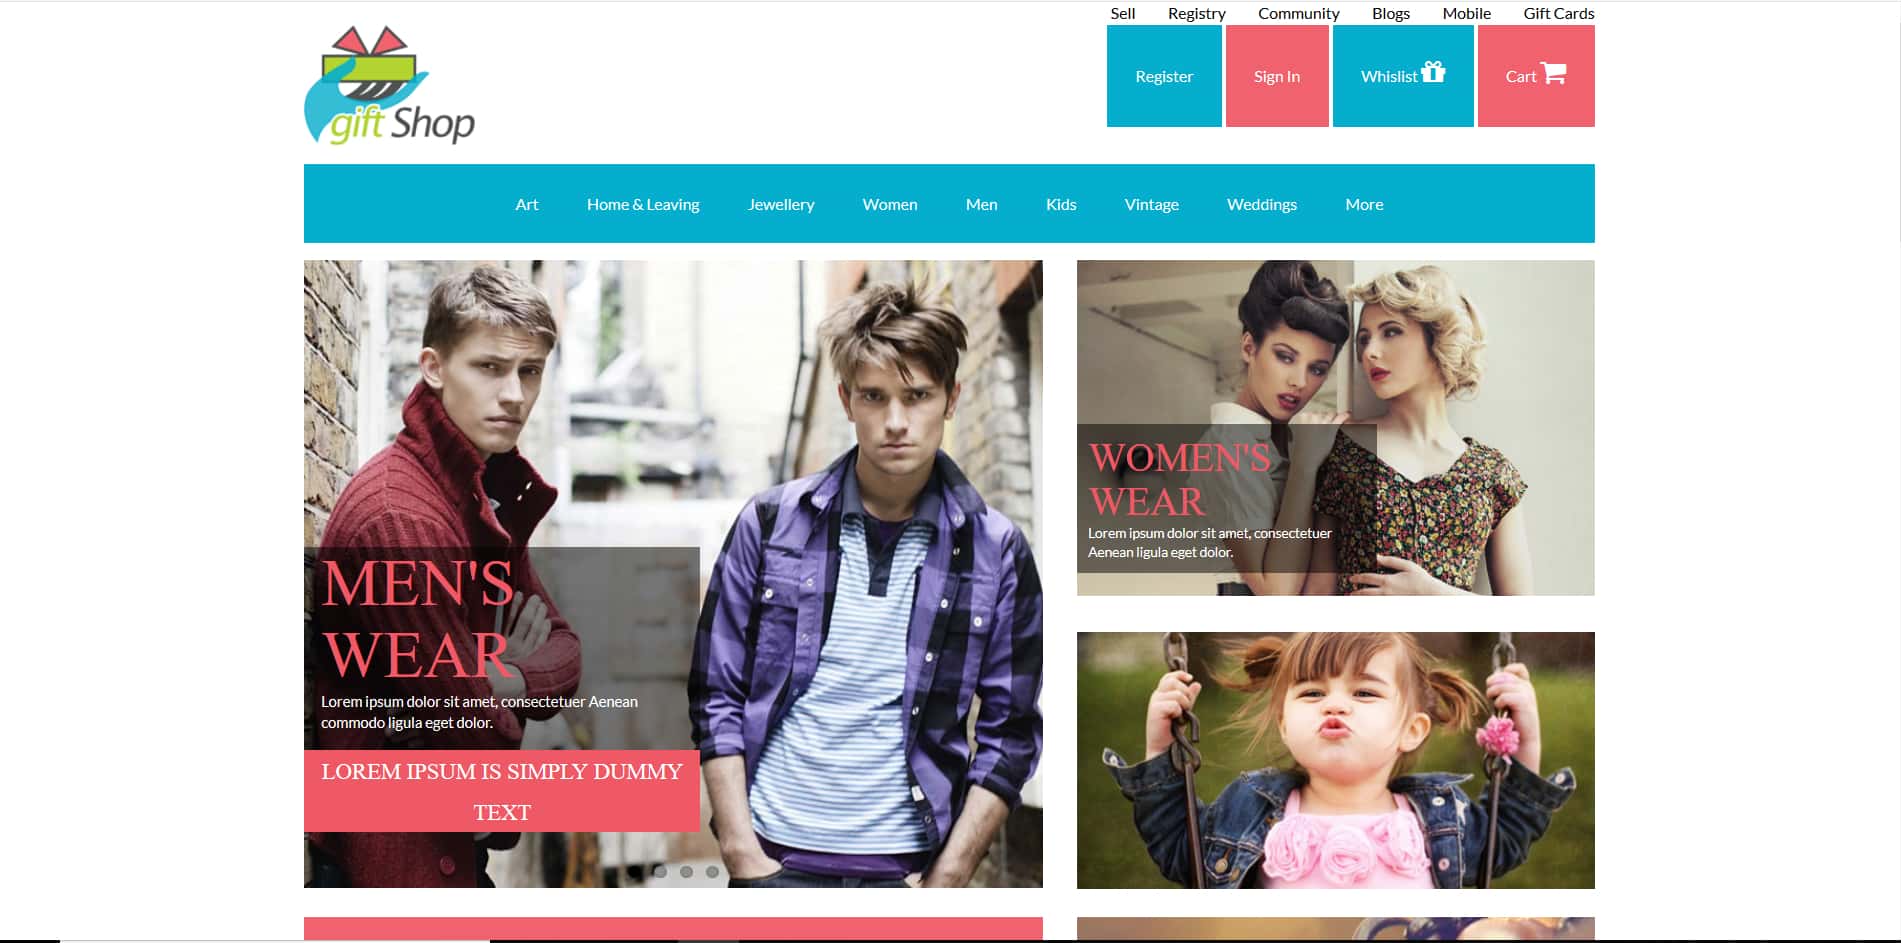 Sell Registry Community Blogs Mobile Gift Cards
gift Shop
Register Sign In Whislist Cart
Art Home & Leaving Jewellery Women Men Kids Vintage Weddings More
MEN'S
WEAR
Lorem ipsum dolor sit amet, consectetuer Aenean
commodo ligula eget dolor.
LOREM IPSUM IS SIMPLY DUMMY
TEXT
WOMEN'S
WEAR
Lorem ipsum dolor sit amet, consectetuer
Aenean ligula eget dolor.